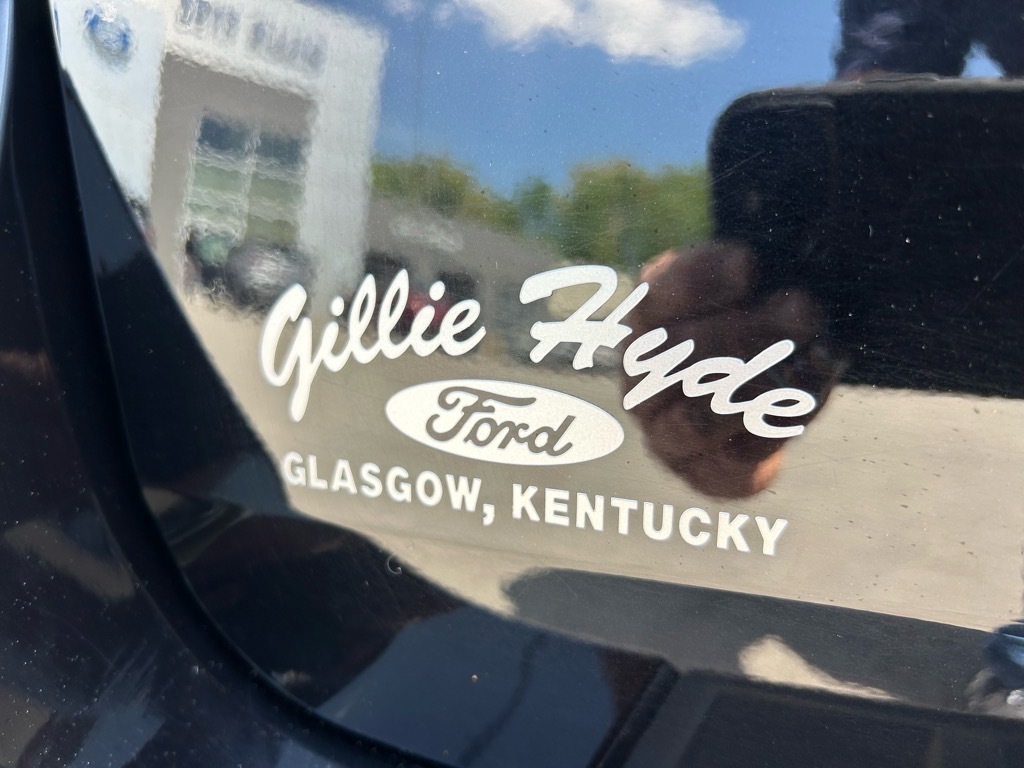 Gillie Hyde
Ford
GLASGOW, KENTUCKY